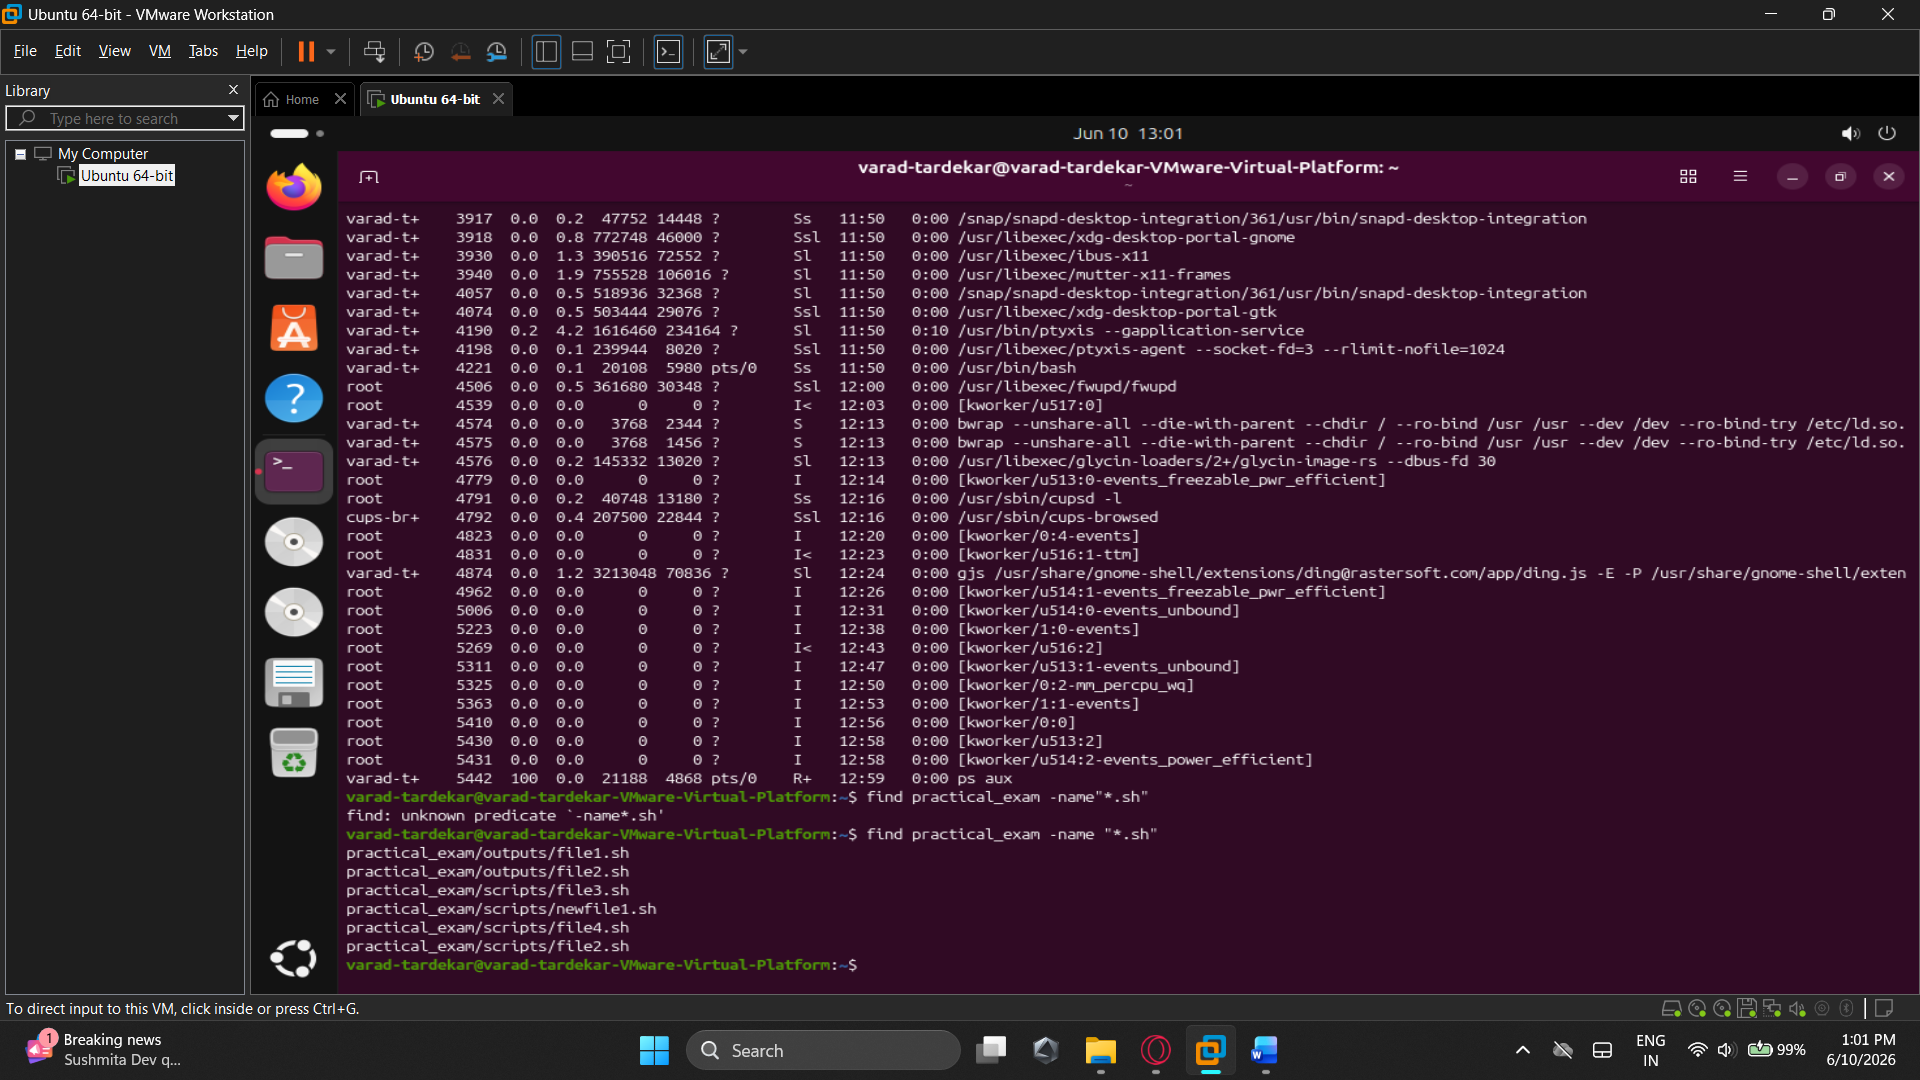 Ubuntu 64-bit - VMware Workstation
File Edit View VM Tabs Help
Library
Type here to search
My Computer
Ubuntu 64-bit
Home
Ubuntu 64-bit
Jun 10 13:01
varad-tardekar@varad-tardekar-VMware-Virtual-Platform: ~
~
varad-t+ 3917 0.0 0.2 47752 14448 ? Ss 11:50 0:00 /snap/snapd-desktop-integration/361/usr/bin/snapd-desktop-integration
varad-t+ 3918 0.0 0.8 772748 46000 ? Ssl 11:50 0:00 /usr/libexec/xdg-desktop-portal-gnome
varad-t+ 3930 0.0 1.3 390516 72552 ? Sl 11:50 0:00 /usr/libexec/ibus-x11
varad-t+ 3940 0.0 1.9 755528 106016 ? Sl 11:50 0:00 /usr/libexec/mutter-x11-frames
varad-t+ 4057 0.0 0.5 518936 32368 ? Sl 11:50 0:00 /snap/snapd-desktop-integration/361/usr/bin/snapd-desktop-integration
varad-t+ 4074 0.0 0.5 503444 29076 ? Ssl 11:50 0:00 /usr/libexec/xdg-desktop-portal-gtk
varad-t+ 4190 0.2 4.2 1616460 234164 ? Sl 11:50 0:10 /usr/bin/ptyxis --gapplication-service
varad-t+ 4198 0.0 0.1 239944 8020 ? Ssl 11:50 0:00 /usr/libexec/ptyxis-agent --socket-fd=3 --rlimit-nofile=1024
varad-t+ 4221 0.0 0.1 20108 5980 pts/0 Ss 11:50 0:00 /usr/bin/bash
root 4506 0.0 0.5 361680 30348 ? Ssl 12:00 0:00 /usr/libexec/fwupd/fwupd
root 4539 0.0 0.0 0 0 ? I< 12:03 0:00 [kworker/u517:0]
varad-t+ 4574 0.0 0.0 3768 2344 ? S 12:13 0:00 bwrap --unshare-all --die-with-parent --chdir / --ro-bind /usr /usr --dev /dev --ro-bind-try /etc/ld.so.
varad-t+ 4575 0.0 0.0 3768 1456 ? S 12:13 0:00 bwrap --unshare-all --die-with-parent --chdir / --ro-bind /usr /usr --dev /dev --ro-bind-try /etc/ld.so.
varad-t+ 4576 0.0 0.2 145332 13020 ? Sl 12:13 0:00 /usr/libexec/glycin-loaders/2+/glycin-image-rs --dbus-fd 30
root 4779 0.0 0.0 0 0 ? I 12:14 0:00 [kworker/u513:0-events_freezable_pwr_efficient]
root 4791 0.0 0.2 40748 13180 ? Ss 12:16 0:00 /usr/sbin/cupsd -l
cups-br+ 4792 0.0 0.4 207500 22844 ? Ssl 12:16 0:00 /usr/sbin/cups-browsed
root 4823 0.0 0.0 0 0 ? I 12:20 0:00 [kworker/0:4-events]
root 4831 0.0 0.0 0 0 ? I< 12:23 0:00 [kworker/u516:1-ttm]
varad-t+ 4874 0.0 1.2 3213048 70836 ? Sl 12:24 0:00 gjs /usr/share/gnome-shell/extensions/ding@rastersoft.com/app/ding.js -E -P /usr/share/gnome-shell/exten
root 4962 0.0 0.0 0 0 ? I 12:26 0:00 [kworker/u514:1-events_freezable_pwr_efficient]
root 5006 0.0 0.0 0 0 ? I 12:31 0:00 [kworker/u514:0-events_unbound]
root 5223 0.0 0.0 0 0 ? I 12:38 0:00 [kworker/1:0-events]
root 5269 0.0 0.0 0 0 ? I< 12:43 0:00 [kworker/u516:2]
root 5311 0.0 0.0 0 0 ? I 12:47 0:00 [kworker/u513:1-events_unbound]
root 5325 0.0 0.0 0 0 ? I 12:50 0:00 [kworker/0:2-mm_percpu_wq]
root 5363 0.0 0.0 0 0 ? I 12:53 0:00 [kworker/1:1-events]
root 5410 0.0 0.0 0 0 ? I 12:56 0:00 [kworker/0:0]
root 5430 0.0 0.0 0 0 ? I 12:58 0:00 [kworker/u513:2]
root 5431 0.0 0.0 0 0 ? I 12:58 0:00 [kworker/u514:2-events_power_efficient]
varad-t+ 5442 100 0.0 21188 4868 pts/0 R+ 12:59 0:00 ps aux
varad-tardekar@varad-tardekar-VMware-Virtual-Platform:~$ find practical_exam -name"*.sh"
find: unknown predicate `-name*.sh'
varad-tardekar@varad-tardekar-VMware-Virtual-Platform:~$ find practical_exam -name "*.sh"
practical_exam/outputs/file1.sh
practical_exam/outputs/file2.sh
practical_exam/scripts/file3.sh
practical_exam/scripts/newfile1.sh
practical_exam/scripts/file4.sh
practical_exam/scripts/file2.sh
varad-tardekar@varad-tardekar-VMware-Virtual-Platform:~$
To direct input to this VM, click inside or press Ctrl+G.
1
Breaking news
Sushmita Dev q...
Search
ENG
IN
99%
1:01 PM
6/10/2026